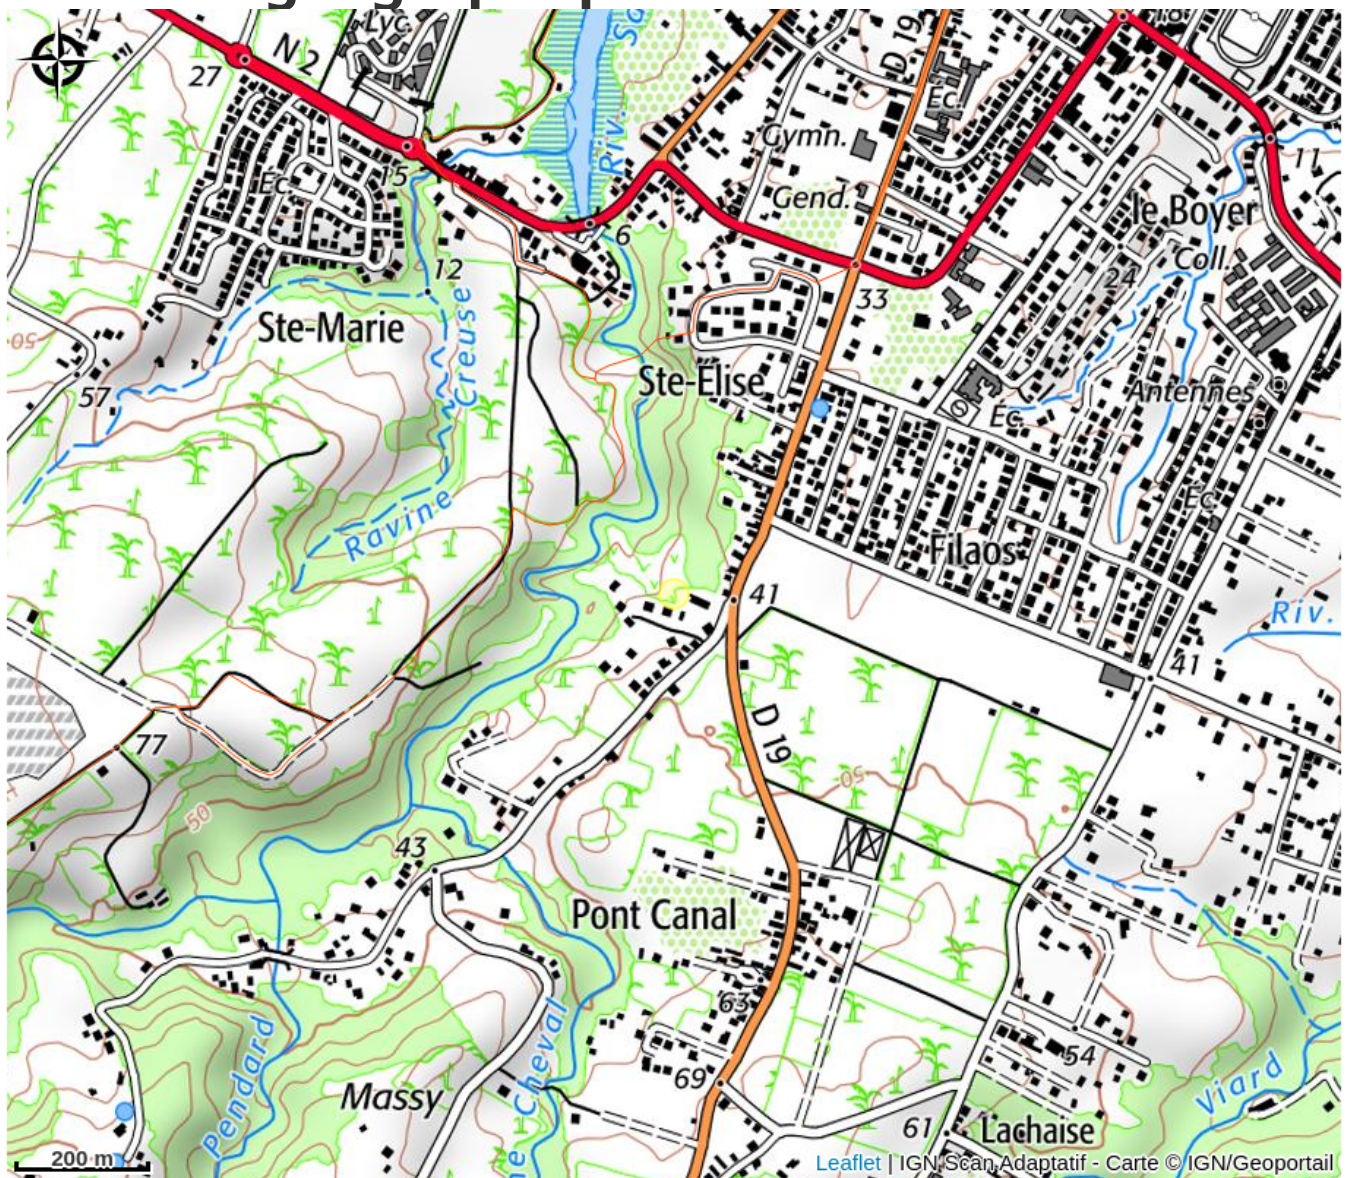 Lyc.
N 2
27
D 19
18
Éc.
Riv.
Gymn.
11
15
Éc.
Gend.
le Boyer
6
Coll.
12
24
33
Ste-Marie
50
Creuse
Ste-Élise
57
Antennes
Éc.
Éc.
Ravine
Filaos
41
Riv.
41
D 19
77
50
50
43
Pont Canal
63
Pendard
Cheval
54
69
Massy
Viard
61
Lachaise
200 m
Leaflet | IGN Scan Adaptatif - Carte © IGN/Geoportail